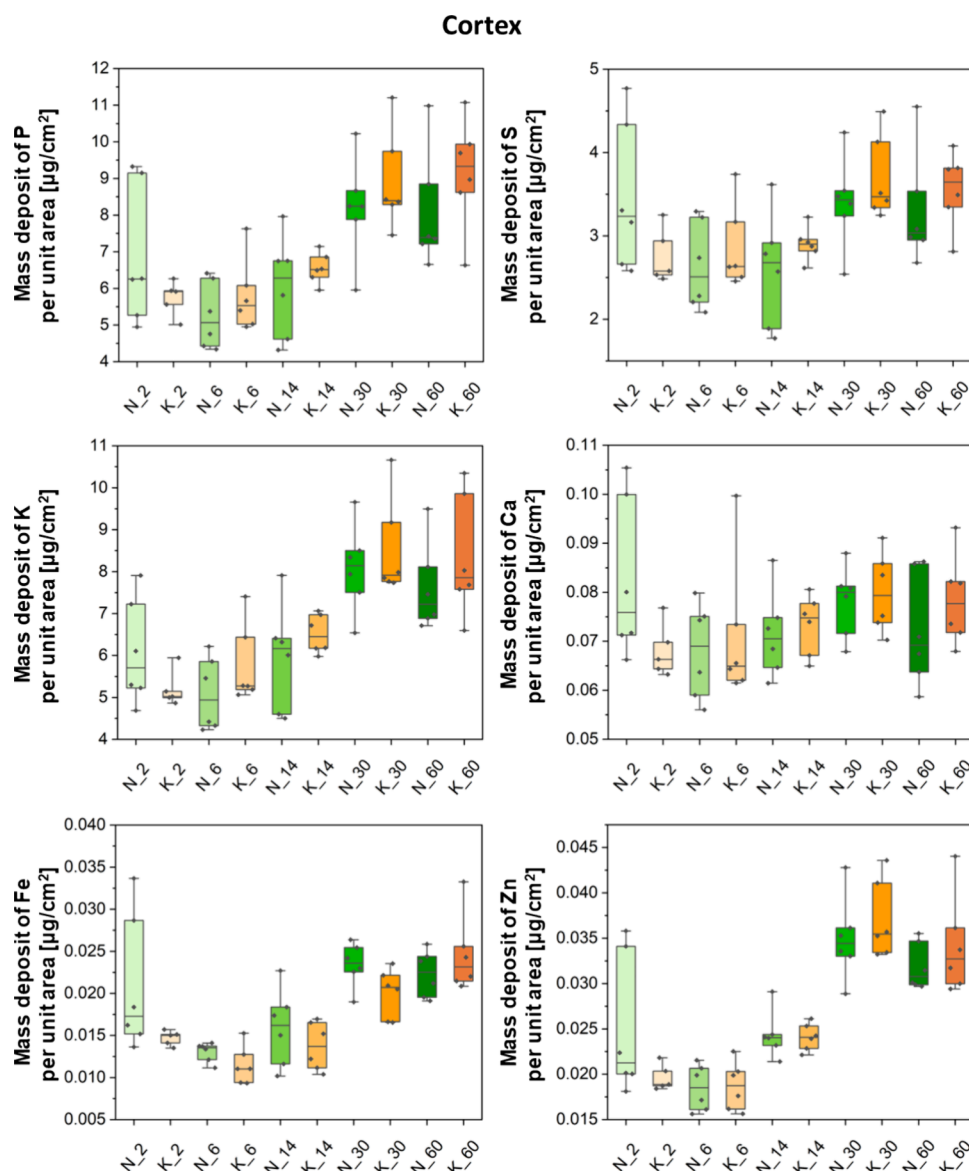 Cortex
Mass deposit of P
per unit area [µg/cm²]
12
11
10
9
8
7
6
5
4
N_2
K_2
N_6
K_6
N_14
K_14
N_30
K_30
N_60
K_60
Mass deposit of S
per unit area [µg/cm²]
5
4
3
2
N_2
K_2
N_6
K_6
N_14
K_14
N_30
K_30
N_60
K_60
Mass deposit of K
per unit area [µg/cm²]
11
10
9
8
7
6
5
4
N_2
K_2
N_6
K_6
N_14
K_14
N_30
K_30
N_60
K_60
Mass deposit of Ca
per unit area [µg/cm²]
0.11
0.10
0.09
0.08
0.07
0.06
0.05
N_2
K_2
N_6
K_6
N_14
K_14
N_30
K_30
N_60
K_60
Mass deposit of Fe
per unit area [µg/cm²]
0.040
0.035
0.030
0.025
0.020
0.015
0.010
0.005
N_2
K_2
N_6
K_6
N_14
K_14
N_30
K_30
N_60
K_60
Mass deposit of Zn
per unit area [µg/cm²]
0.045
0.040
0.035
0.030
0.025
0.020
0.015
N_2
K_2
N_6
K_6
N_14
K_14
N_30
K_30
N_60
K_60